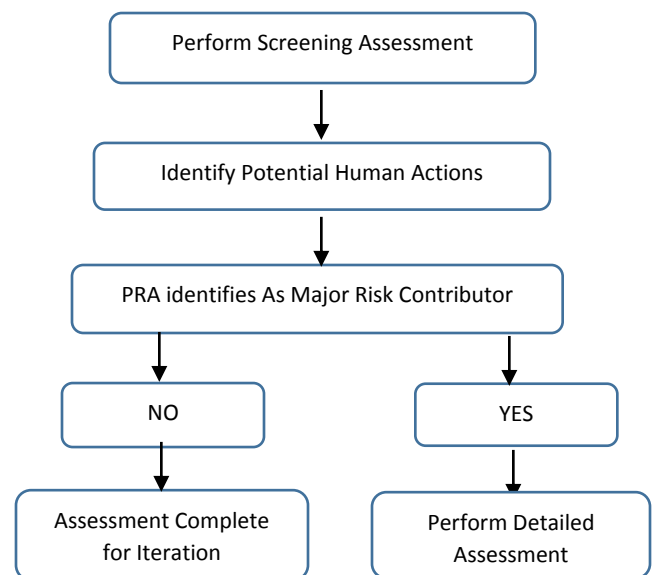 Perform Screening Assessment
Identify Potential Human Actions
PRA identifies As Major Risk Contributor
NO
YES
Assessment Complete
for Iteration
Perform Detailed
Assessment